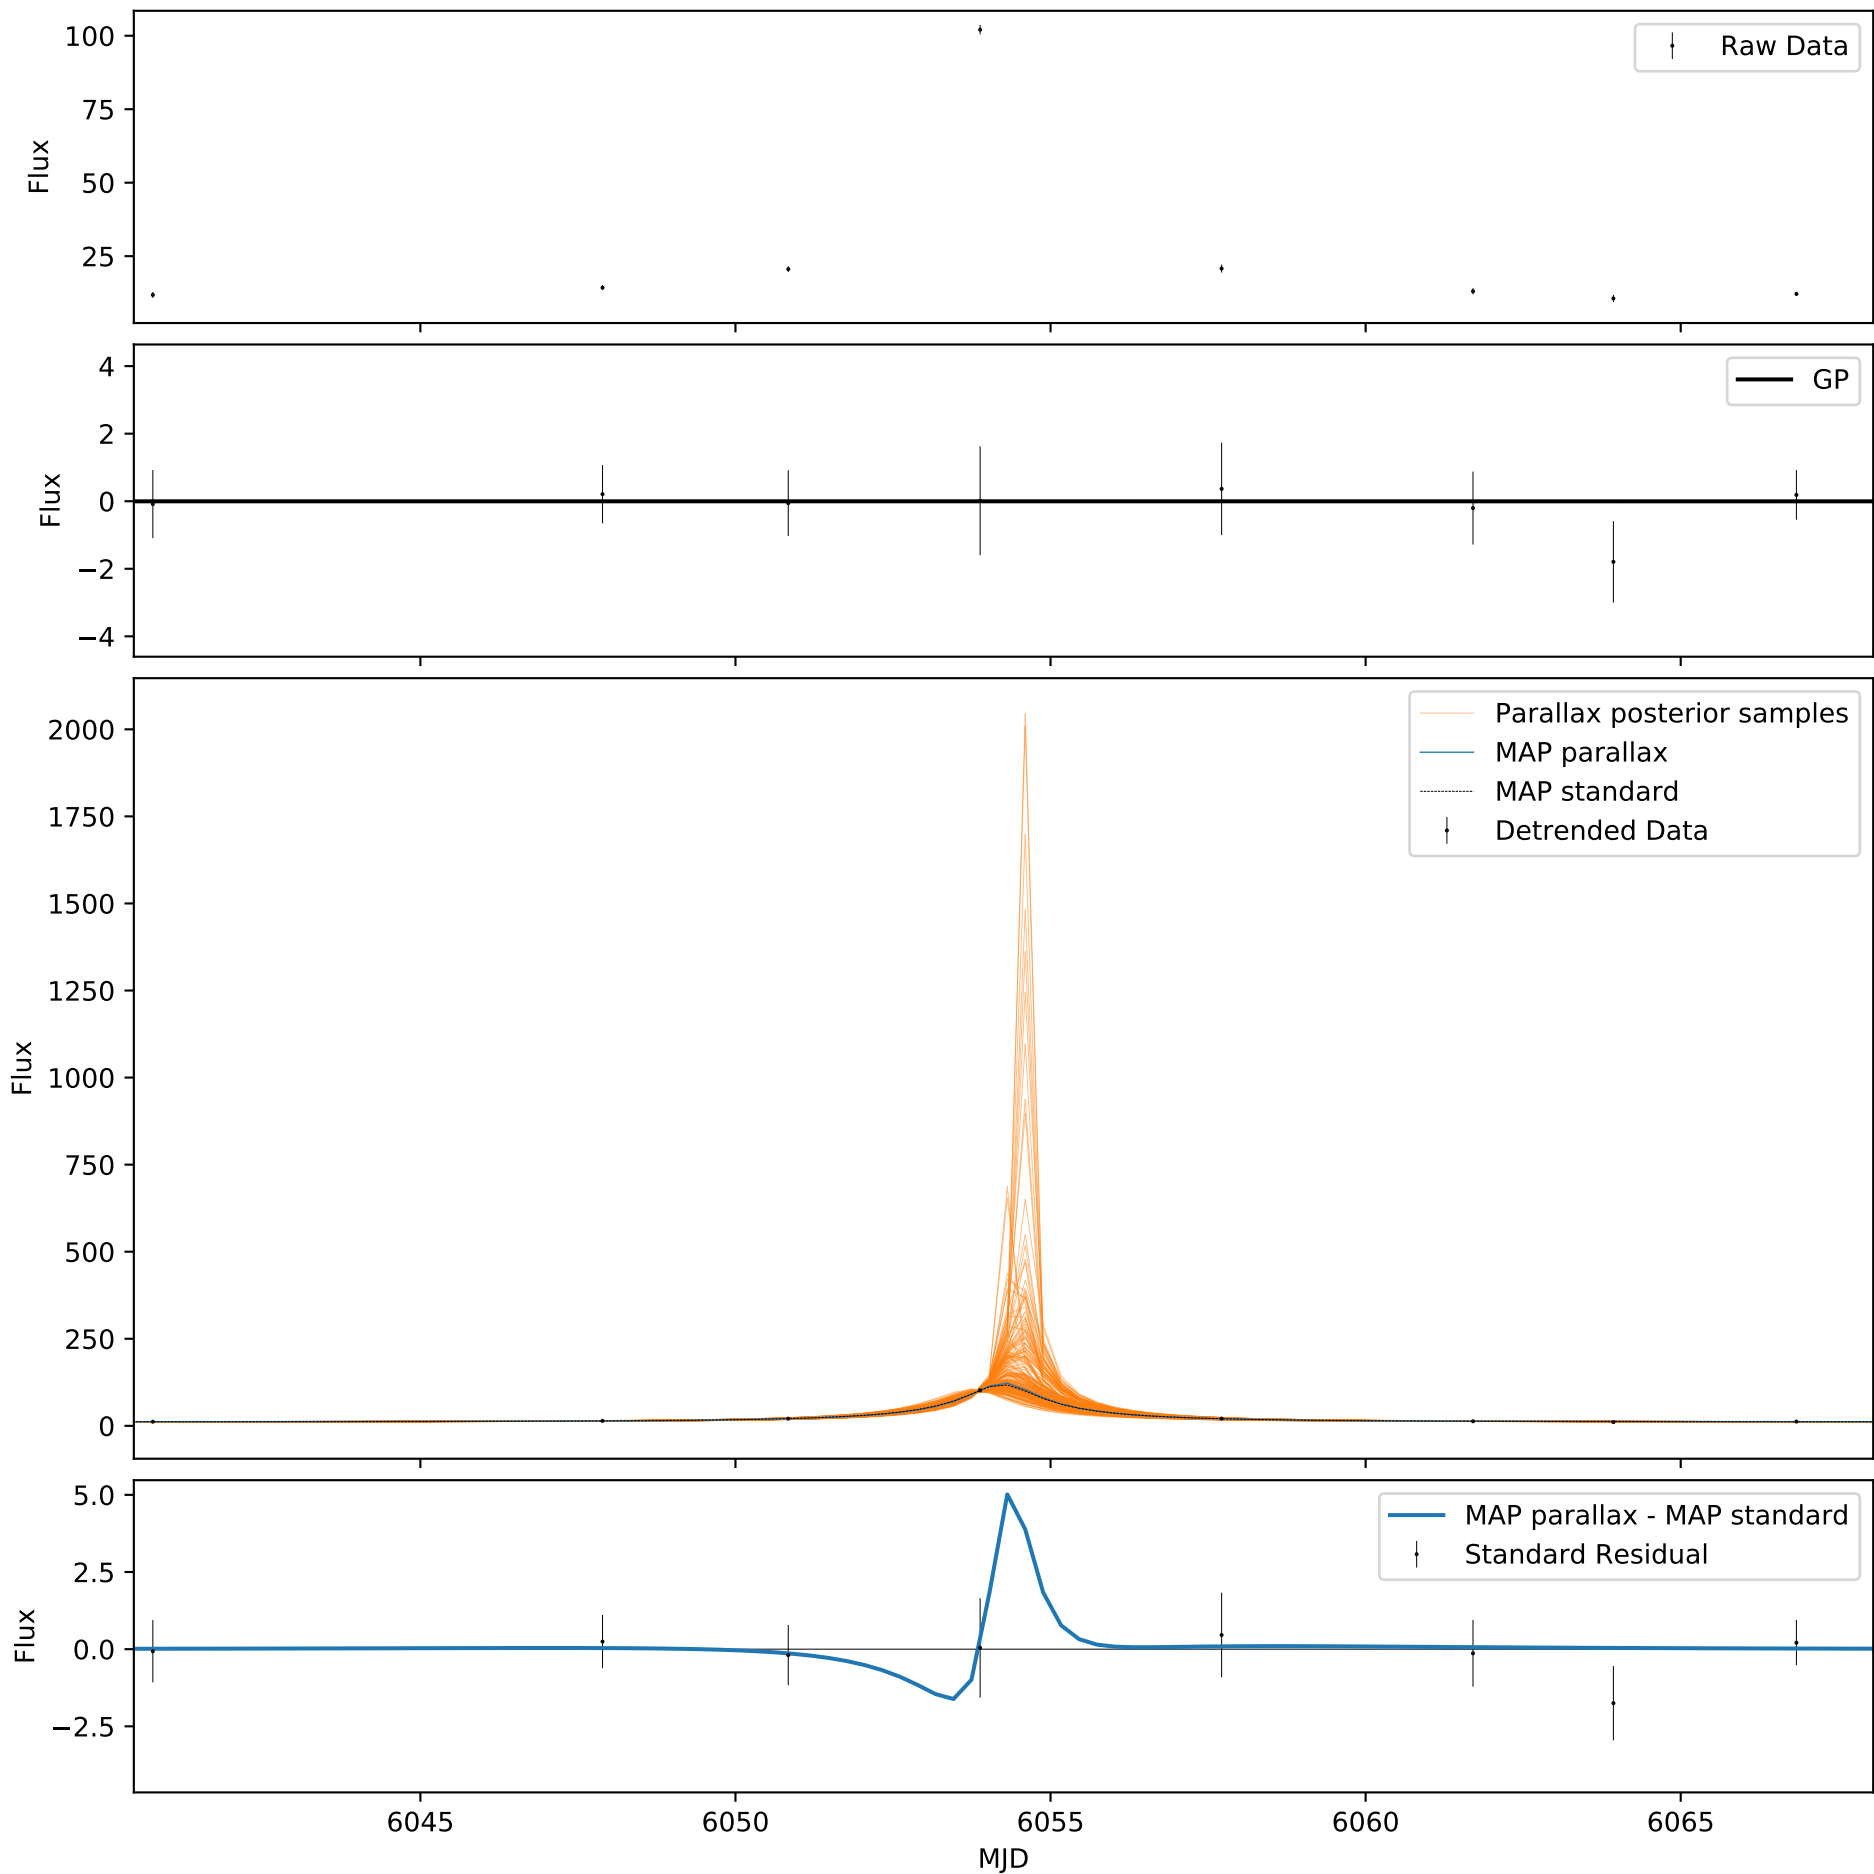 100
75
50
25
Flux
Raw Data
4
2
0
−2
−4
Flux
GP
2000
1750
1500
1250
1000
750
500
250
0
Flux
Parallax posterior samples
MAP parallax
MAP standard
Detrended Data
5.0
2.5
0.0
−2.5
Flux
MAP parallax - MAP standard
Standard Residual
6045
6050
6055
6060
6065
MJD